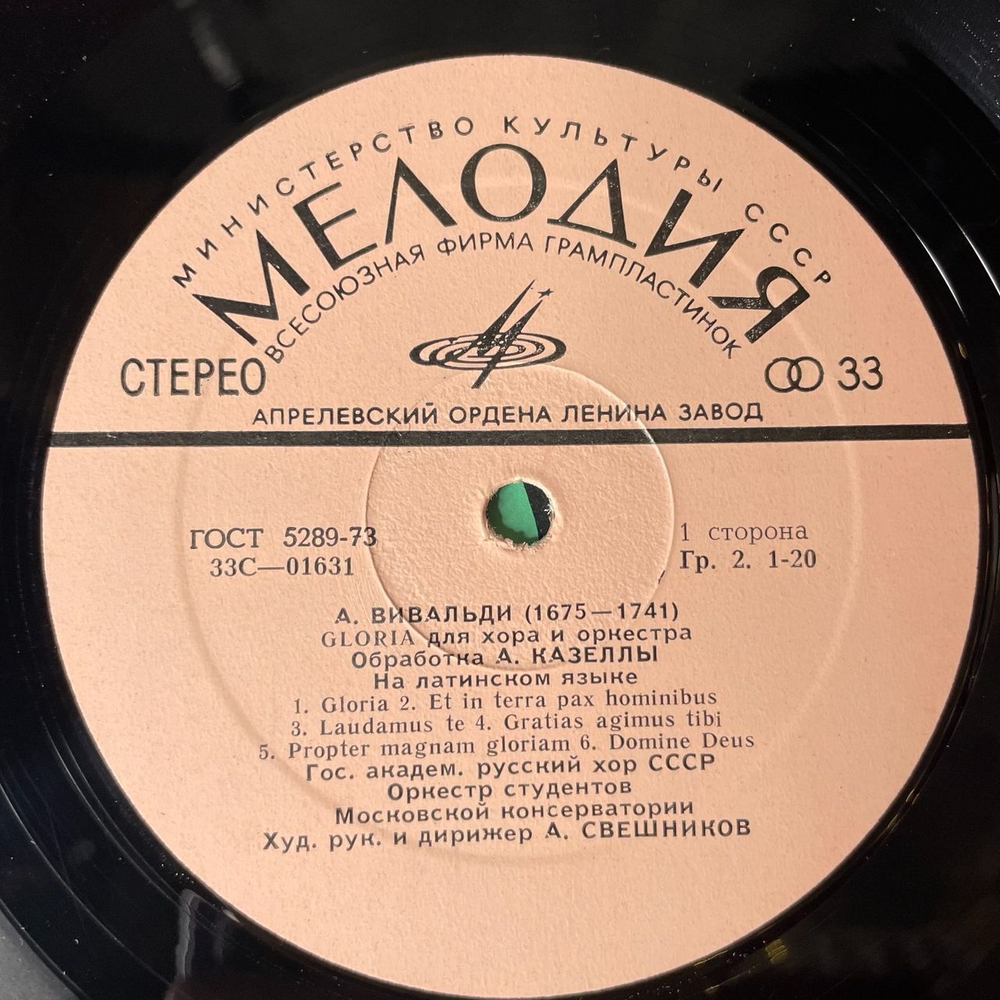 МИНИСТЕРСТВО КУЛЬТУРЫ СССР
МЕЛОДИЯ
ВСЕСОЮЗНАЯ ФИРМА ГРАМПЛАСТИНОК
СТЕРЕО
33
АПРЕЛЕВСКИЙ ОРДЕНА ЛЕНИНА ЗАВОД
ГОСТ 5289-73
33С—01631
1 сторона
Гр. 2. 1-20
А. ВИВАЛЬДИ (1675—1741)
GLORIA для хора и оркестра
Обработка А. КАЗЕЛЛЫ
На латинском языке
1. Gloria 2. Et in terra pax hominibus
3. Laudamus te 4. Gratias agimus tibi
5. Propter magnam gloriam 6. Domine Deus
Гос. академ. русский хор СССР
Оркестр студентов
Московской консерватории
Худ. рук. и дирижер А. СВЕШНИКОВ